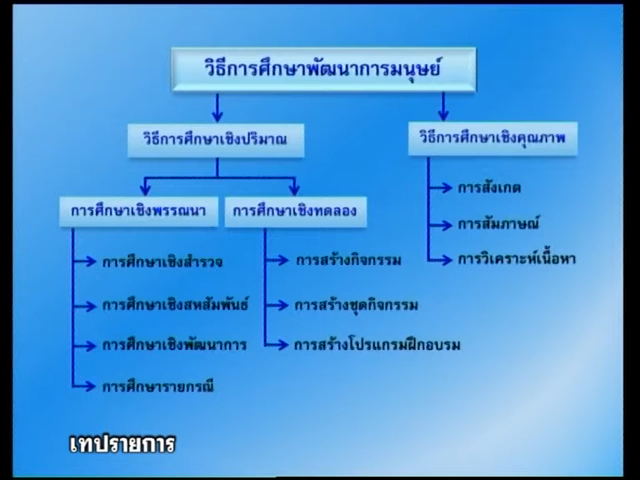 วิธีการศึกษาพัฒนาการมนุษย์
วิธีการศึกษาเชิงปริมาณ
วิธีการศึกษาเชิงคุณภาพ
การศึกษาเชิงพรรณนา
การศึกษาเชิงทดลอง
การสังเกต
การสัมภาษณ์
การวิเคราะห์เนื้อหา
การศึกษาเชิงสำรวจ
การศึกษาเชิงสหสัมพันธ์
การศึกษาเชิงพัฒนาการ
การศึกษารายกรณี
การสร้างกิจกรรม
การสร้างชุดกิจกรรม
การสร้างโปรแกรมฝึกอบรม
เทปรายการ